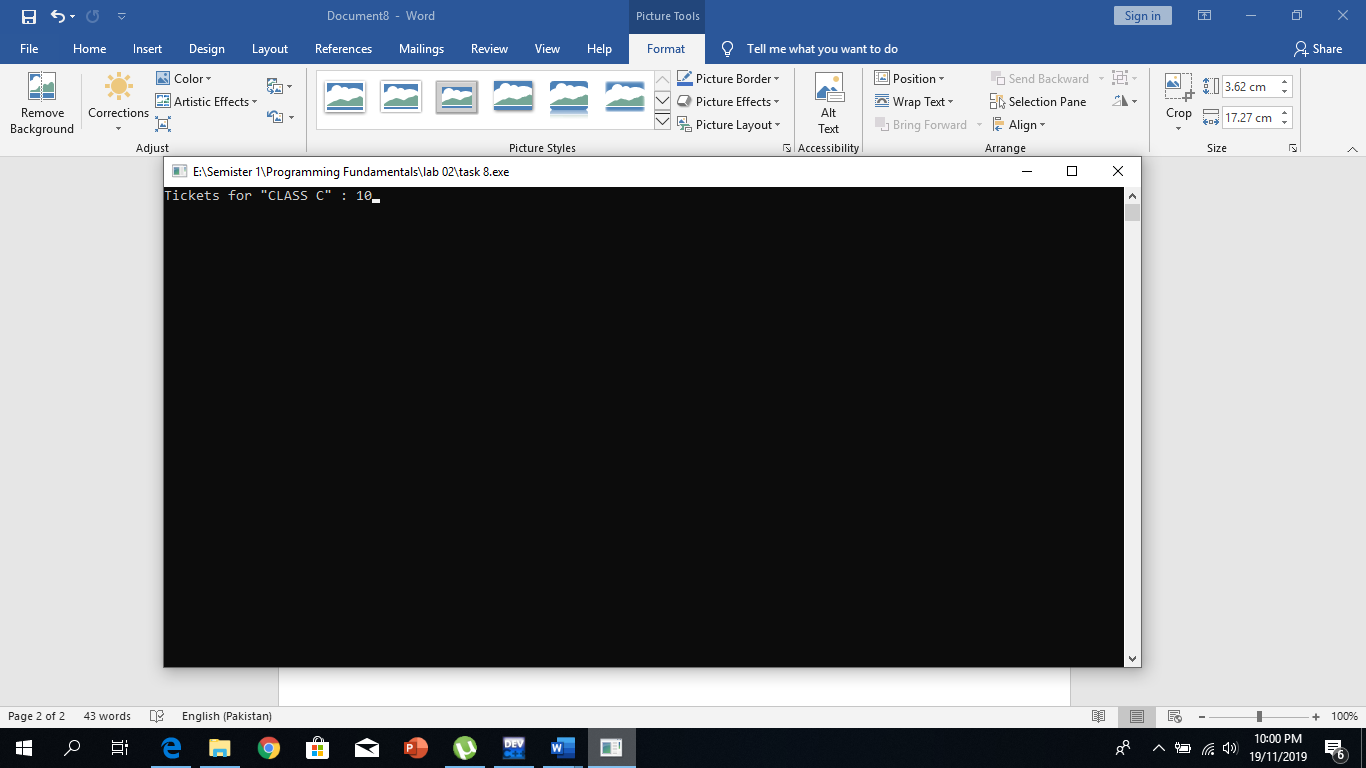 Document8 - Word
Picture Tools
Sign in
File Home Insert Design Layout References Mailings Review View Help Format Tell me what you want to do Share
Remove Background
Corrections
Color
Artistic Effects
Adjust
Picture Styles
Picture Border
Picture Effects
Picture Layout
Alt Text
Accessibility
Position
Wrap Text
Bring Forward
Send Backward
Selection Pane
Align
Arrange
Crop
3.62 cm
17.27 cm
Size
E:\Semister 1\Programming Fundamentals\lab 02\task 8.exe
Tickets for "CLASS C" : 10
Page 2 of 2 43 words English (Pakistan) 100%
DEV
10:00 PM
19/11/2019
6